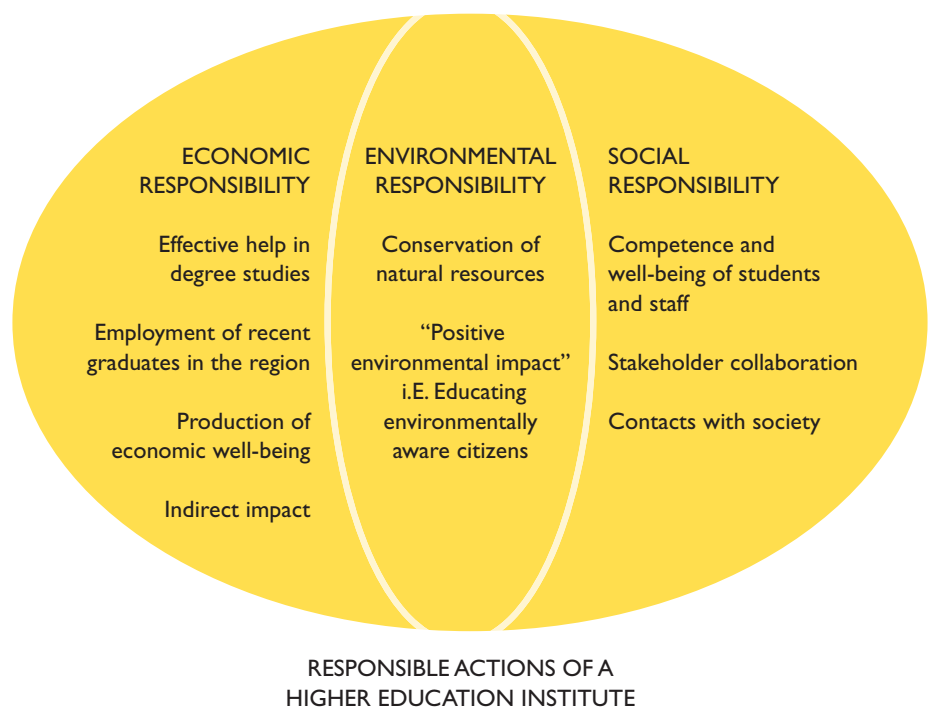 ECONOMIC
RESPONSIBILITY
Effective help in
degree studies
Employment of recent
graduates in the region
Production of
economic well-being
Indirect impact
ENVIRONMENTAL
RESPONSIBILITY
Conservation of
natural resources
“Positive
environmental impact”
i.E. Educating
environmentally
aware citizens
SOCIAL
RESPONSIBILITY
Competence and
well-being of students
and staff
Stakeholder collaboration
Contacts with society
RESPONSIBLE ACTIONS OF A
HIGHER EDUCATION INSTITUTE